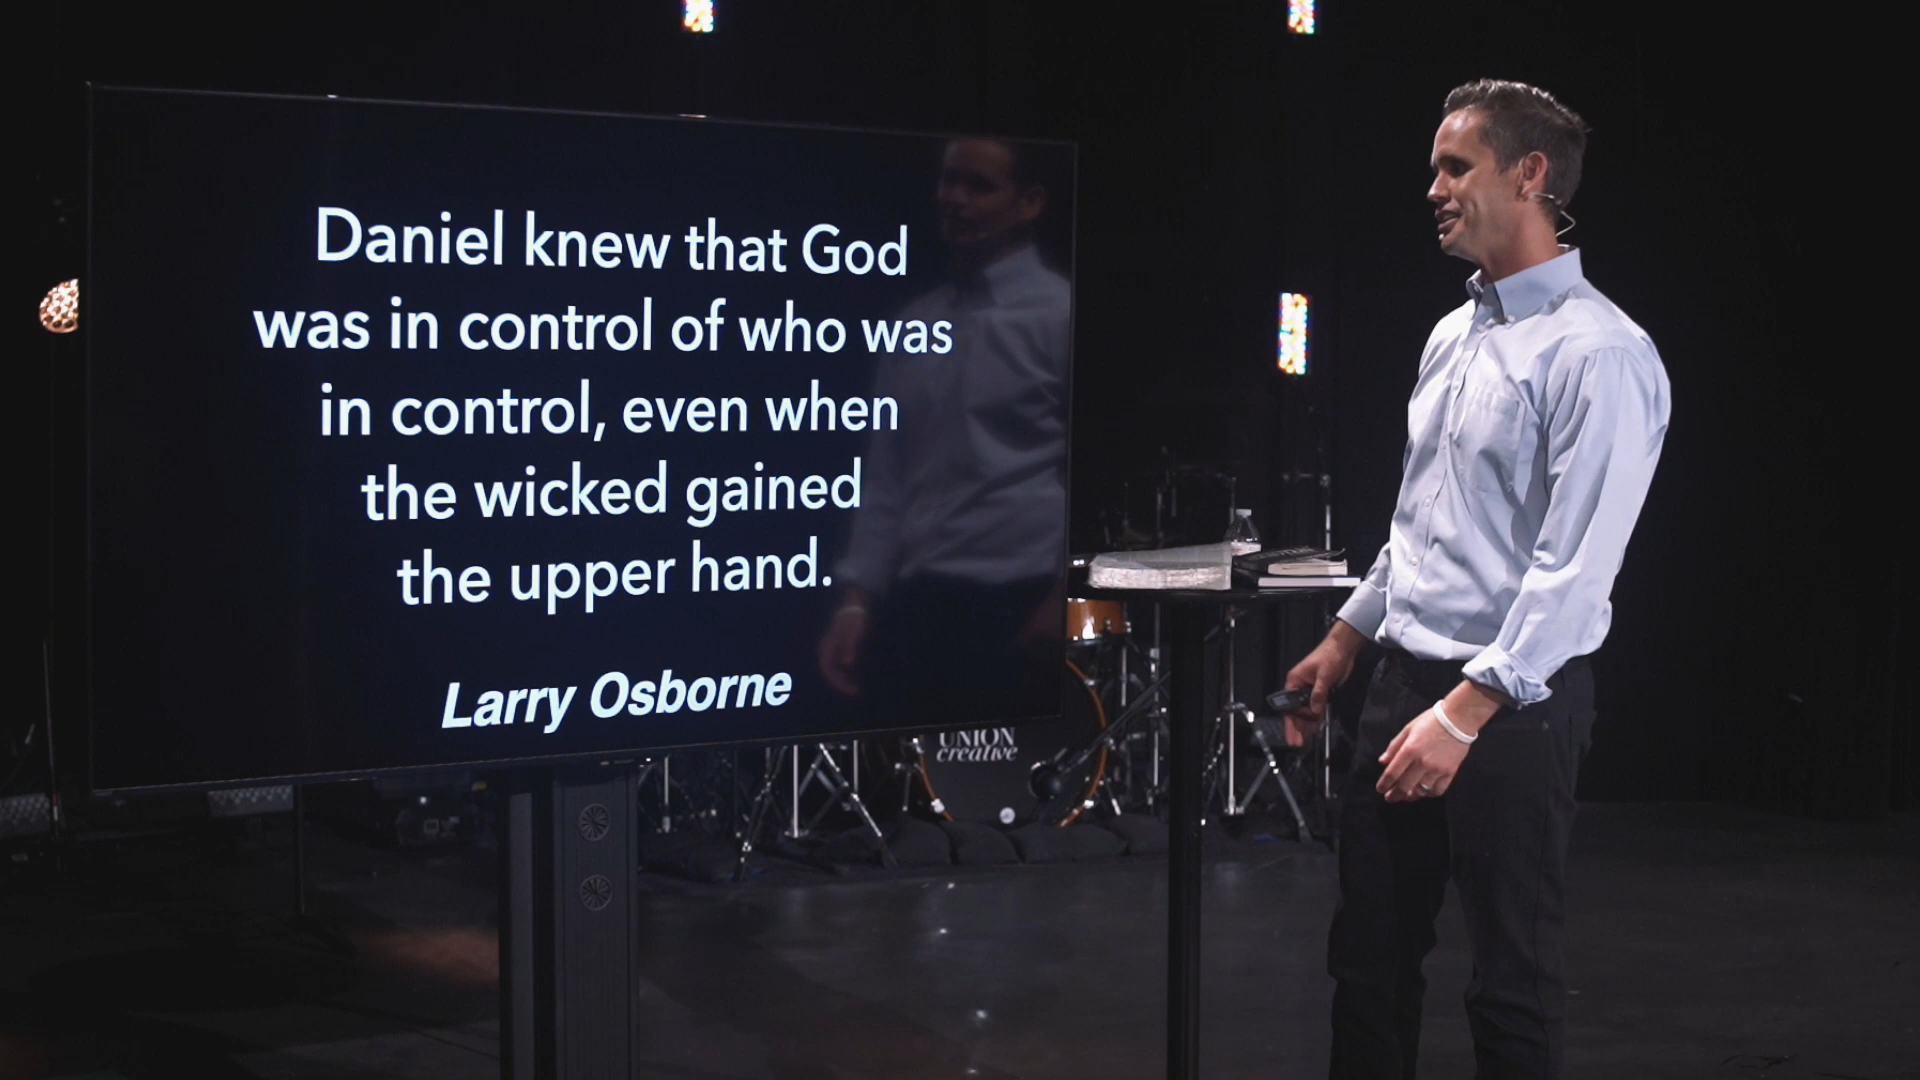 Daniel knew that God
was in control of who was
in control, even when
the wicked gained
the upper hand.
Larry Osborne
UNION
creative